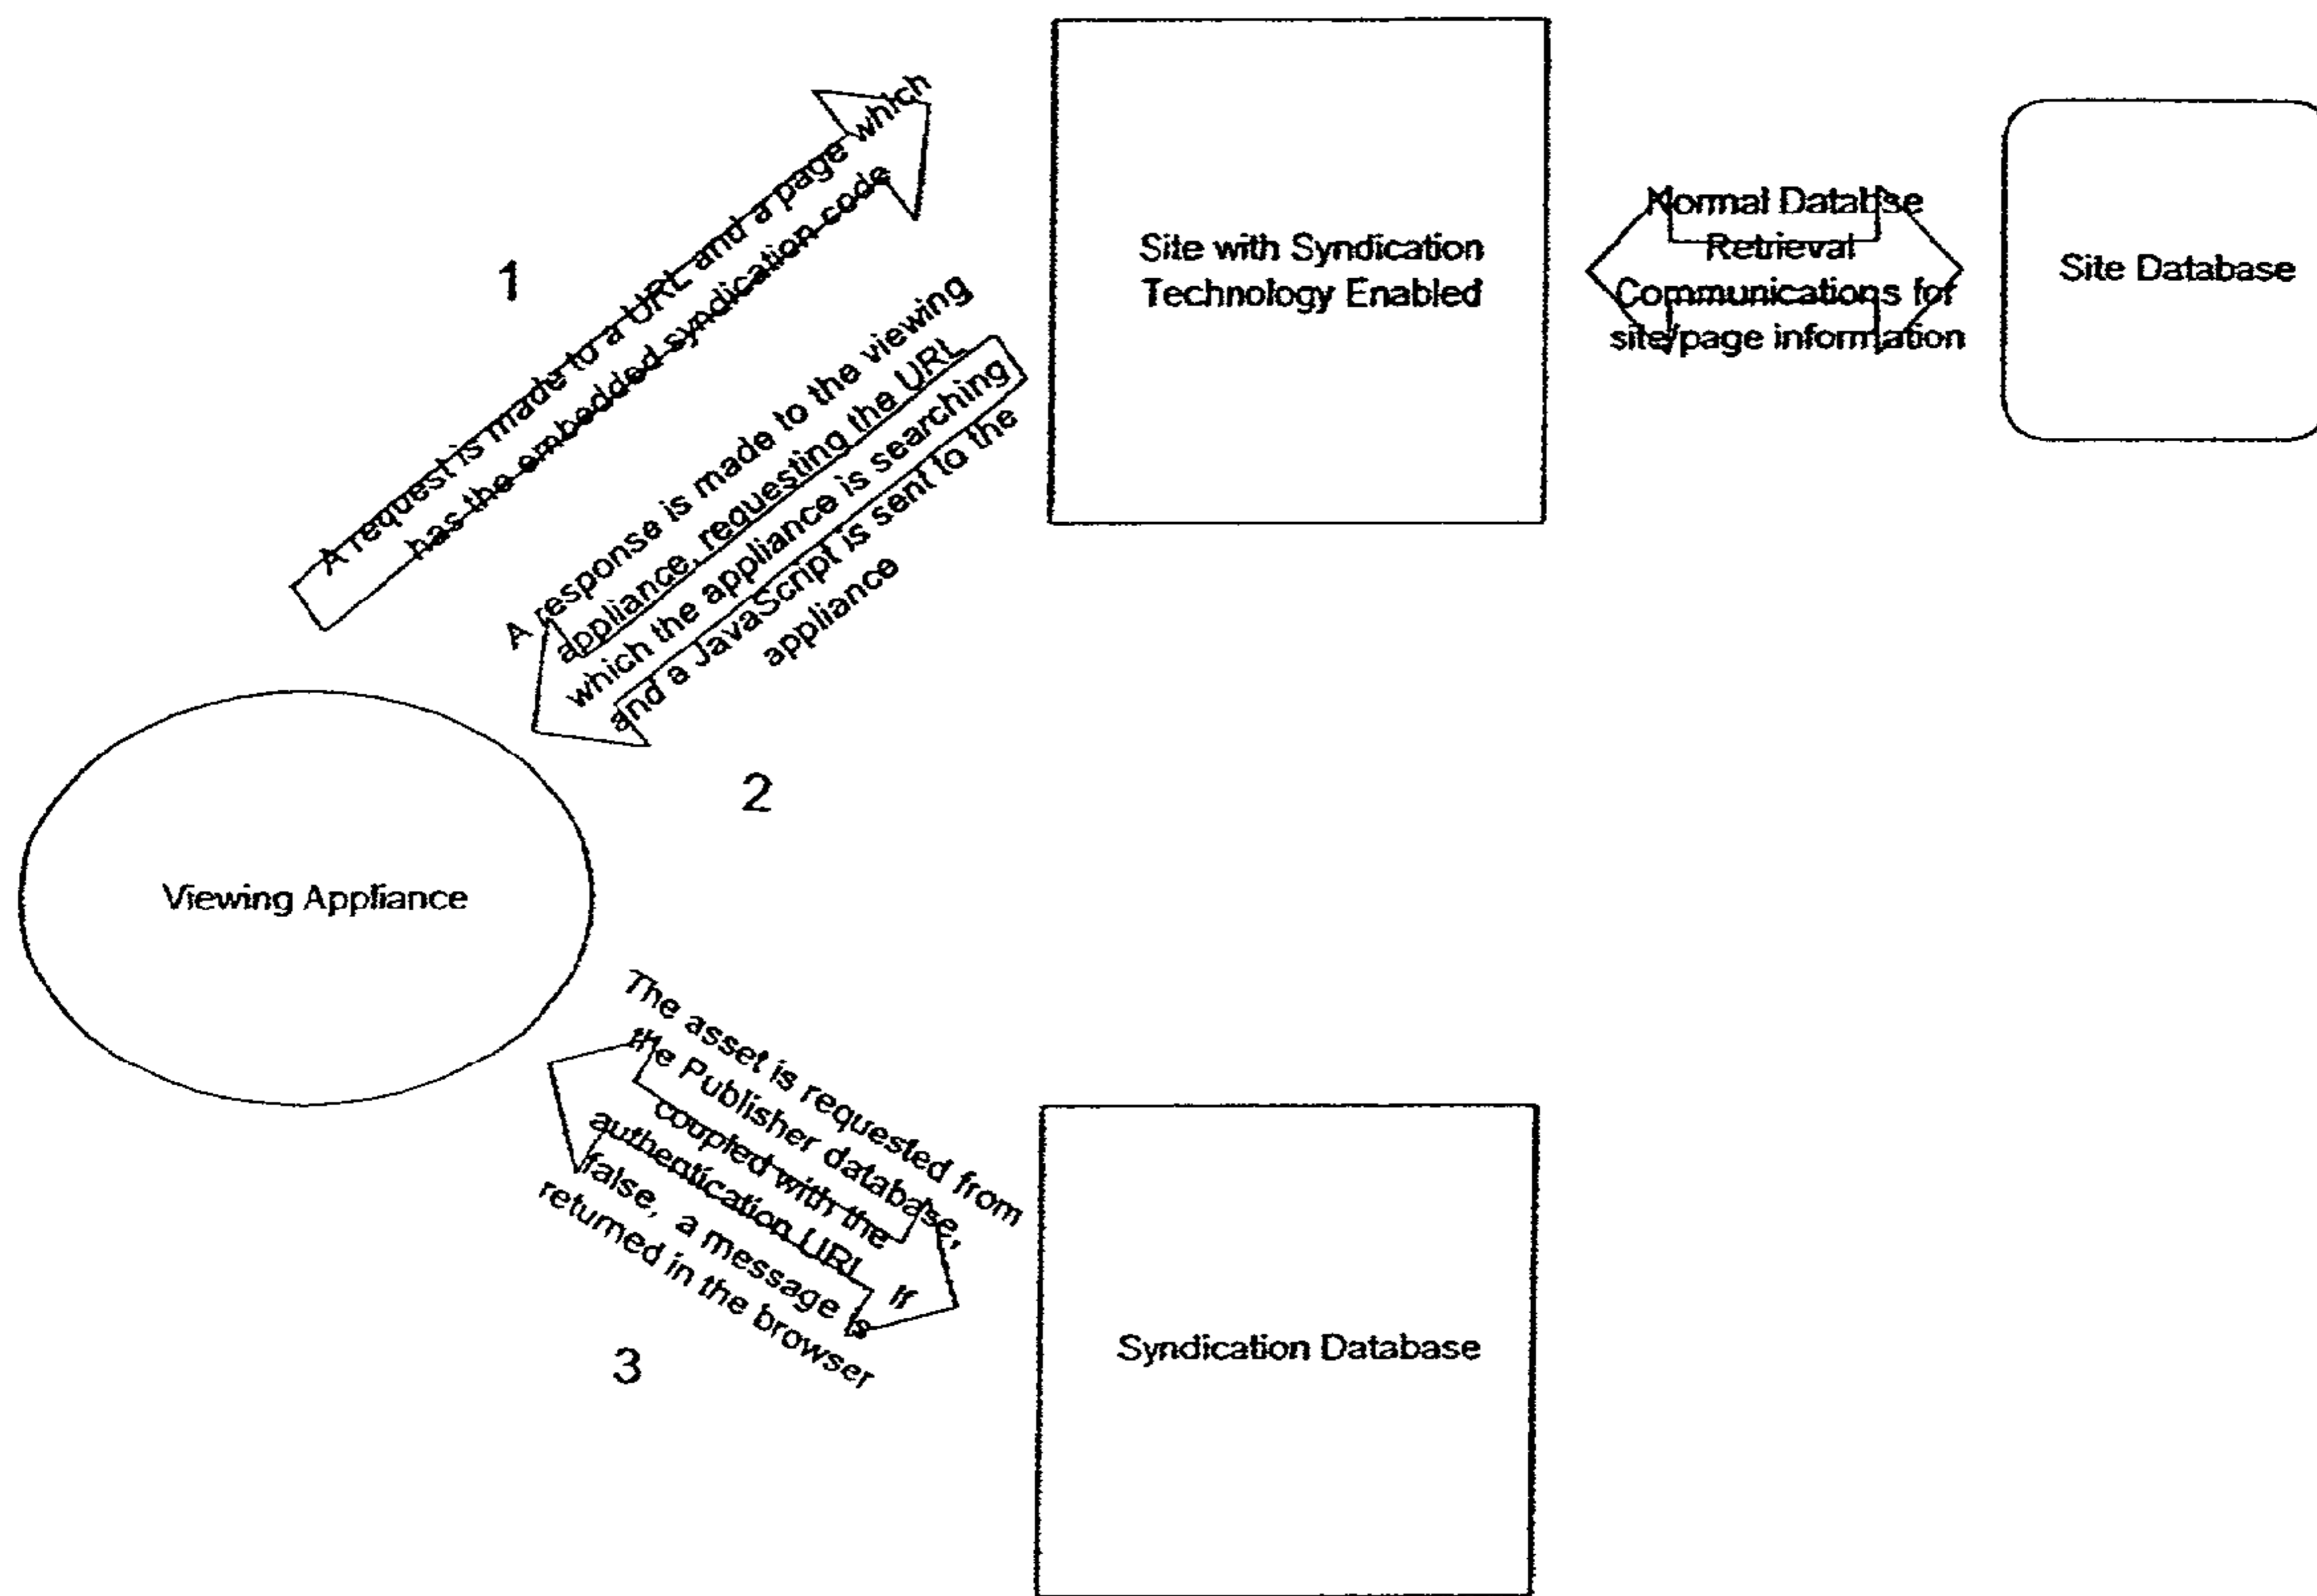 1
A request is made to a URL and a page which
has the embedded syndication code
Site with Syndication
Technology Enabled
Normal Databse
Retrieval
Communications for
site/page information
Site Database
A response is made to the viewing
appliance, requesting the URL
which the appliance is searching
and a JavaScript is sent to the
appliance
2
Viewing Appliance
The asset is requested from
the Publisher database,
coupled with the
authentication URL. If
false, a message is
returned in the browser
3
Syndication Database